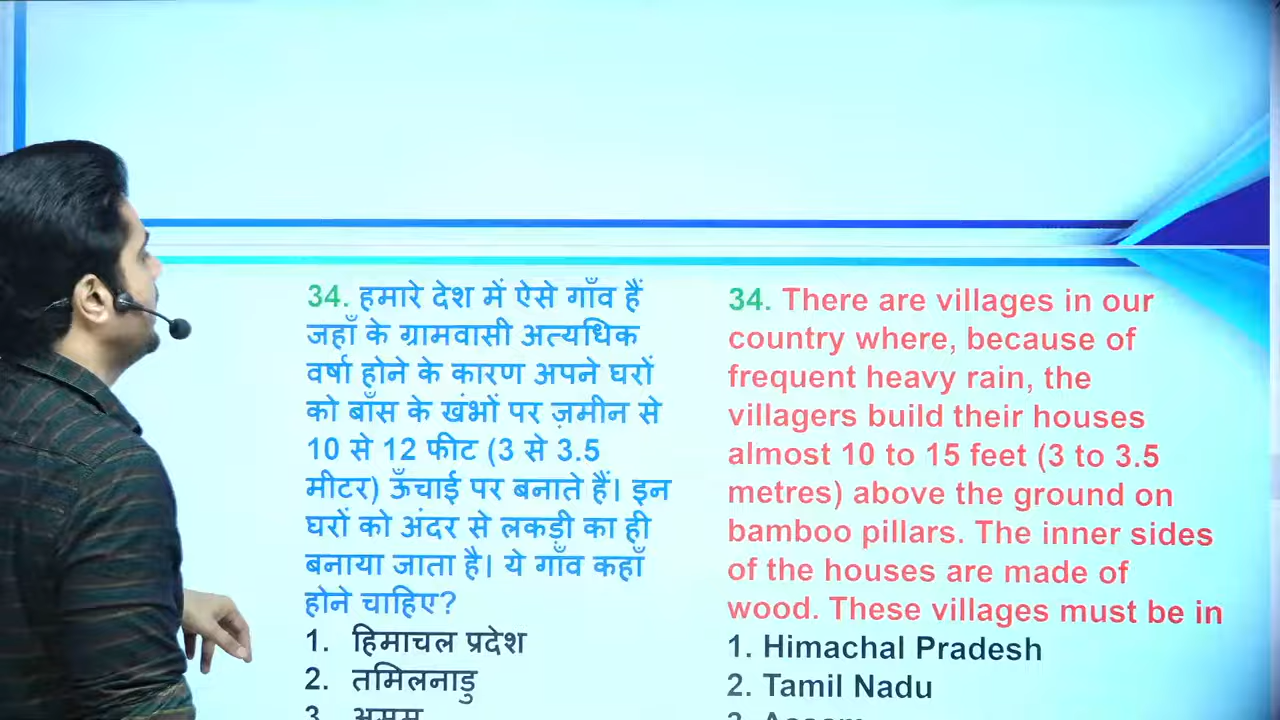 34. हमारे देश में ऐसे गाँव हैं
जहाँ के ग्रामवासी अत्यधिक
वर्षा होने के कारण अपने घरों
को बाँस के खंभों पर ज़मीन से
10 से 12 फीट (3 से 3.5
मीटर) ऊँचाई पर बनाते हैं। इन
घरों को अंदर से लकड़ी का ही
बनाया जाता है। ये गाँव कहाँ
होने चाहिए?
1. हिमाचल प्रदेश
2. तमिलनाडु
3. असम
34. There are villages in our
country where, because of
frequent heavy rain, the
villagers build their houses
almost 10 to 15 feet (3 to 3.5
metres) above the ground on
bamboo pillars. The inner sides
of the houses are made of
wood. These villages must be in
1. Himachal Pradesh
2. Tamil Nadu
3. Assam